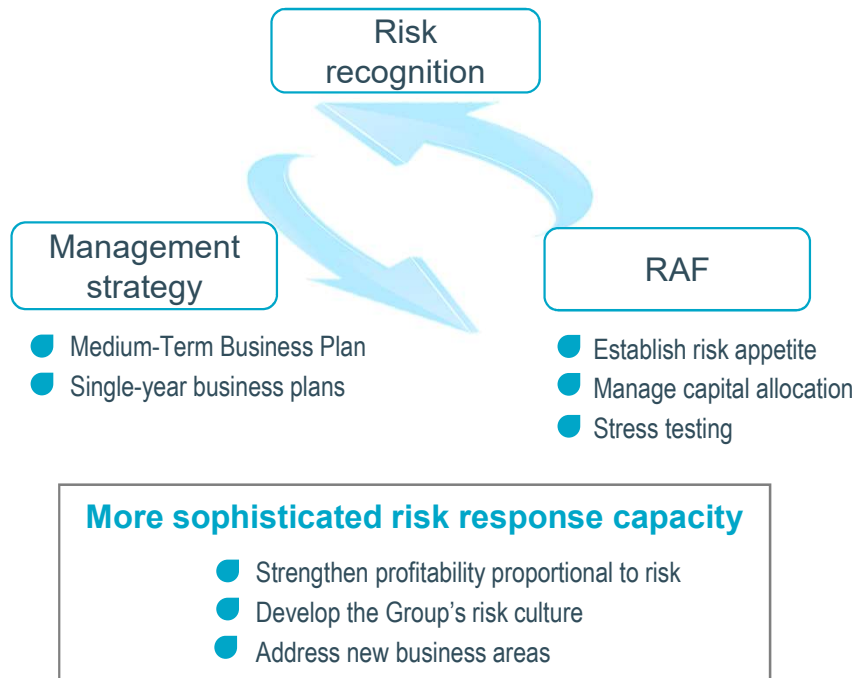 Risk
recognition
Management
strategy
Medium-Term Business Plan
Single-year business plans
RAF
Establish risk appetite
Manage capital allocation
Stress testing
More sophisticated risk response capacity
Strengthen profitability proportional to risk
Develop the Group’s risk culture
Address new business areas